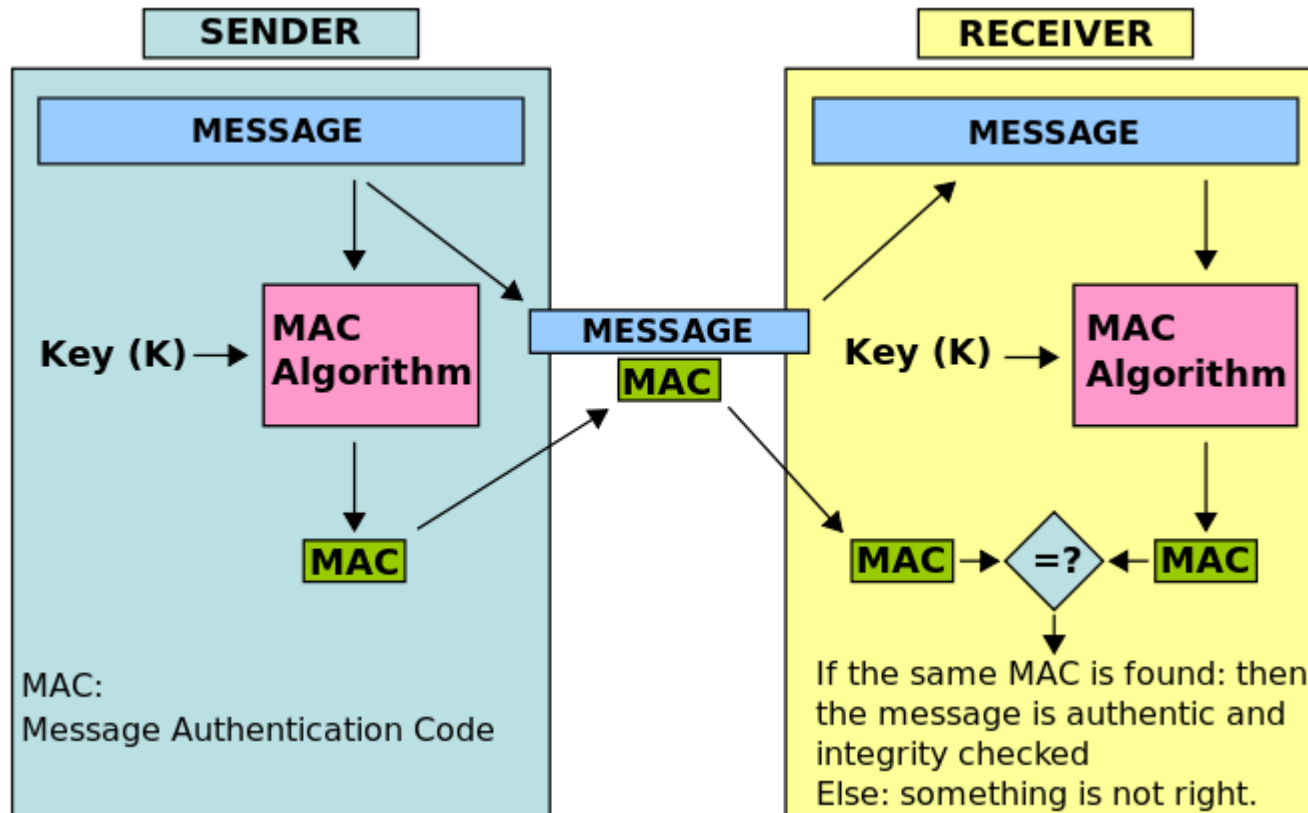 SENDER
RECEIVER
MESSAGE
MESSAGE
Key (K)
MAC
Algorithm
MESSAGE
MAC
Key (K)
MAC
Algorithm
MAC
MAC
=?
MAC
MAC:
Message Authentication Code
If the same MAC is found: then
the message is authentic and
integrity checked
Else: something is not right.